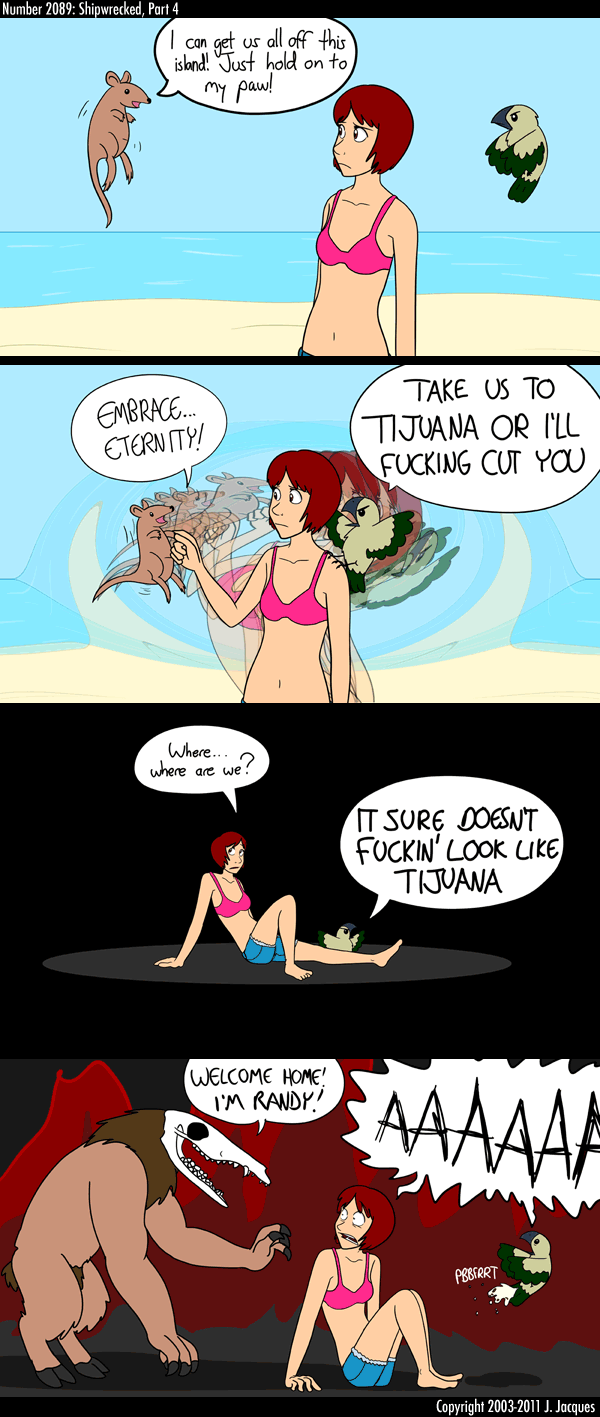 Number 2089: Shipwrecked, Part 4
I can get us all off this
island! Just hold on to
my paw!
EMBRACE...
ETERNITY!
TAKE US TO
TIJUANA OR I'LL
FUCKING CUT YOU
Where...
where are we?
IT SURE DOESN'T
FUCKIN' LOOK LIKE
TIJUANA
WELCOME HOME!
I'M RANDY!
AAAAAA
PBBFRRT
Copyright 2003-2011 J. Jacques